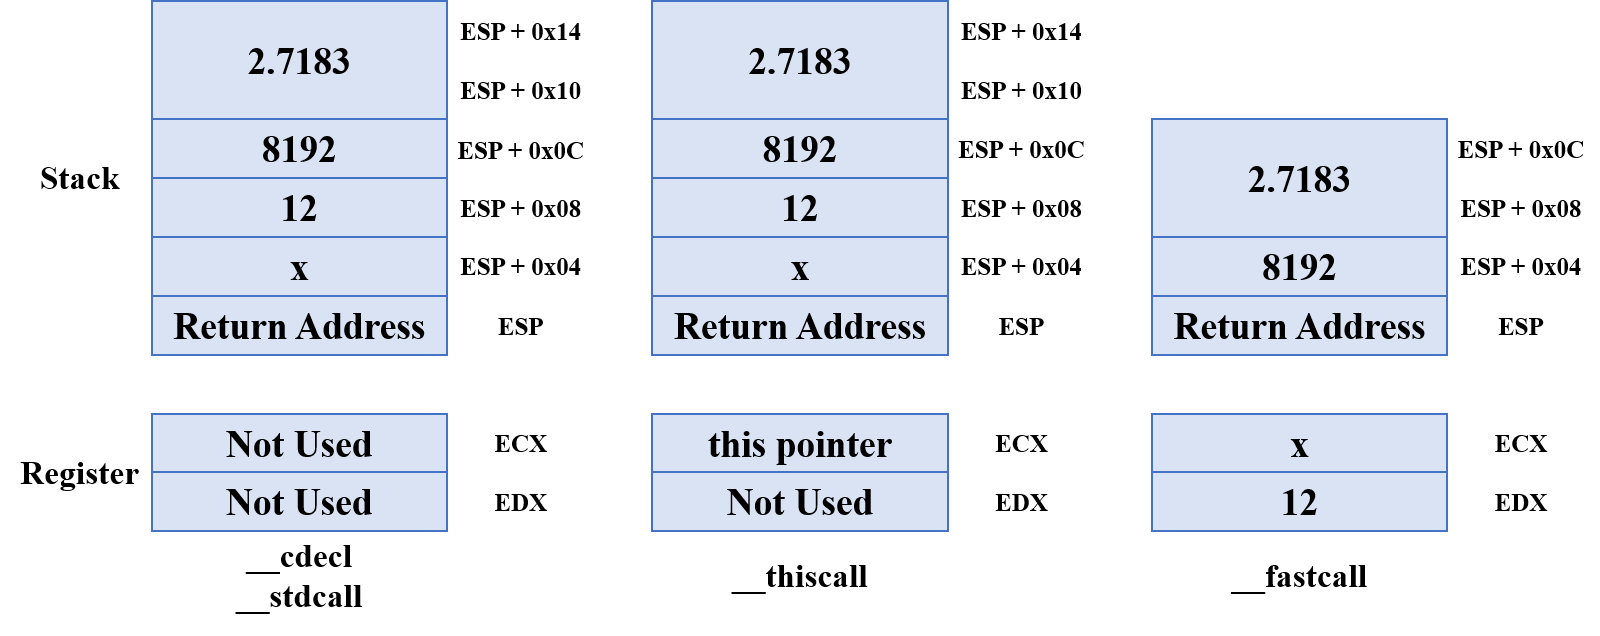 ESP + 0x14
2.7183
ESP + 0x10
8192
ESP + 0x0C
Stack
12
ESP + 0x08
x
ESP + 0x04
Return Address
ESP
Register
Not Used
ECX
Not Used
EDX
__cdecl
__stdcall
ESP + 0x14
2.7183
ESP + 0x10
8192
ESP + 0x0C
12
ESP + 0x08
x
ESP + 0x04
Return Address
ESP
this pointer
ECX
Not Used
EDX
__thiscall
ESP + 0x0C
2.7183
ESP + 0x08
8192
ESP + 0x04
Return Address
ESP
x
ECX
12
EDX
__fastcall